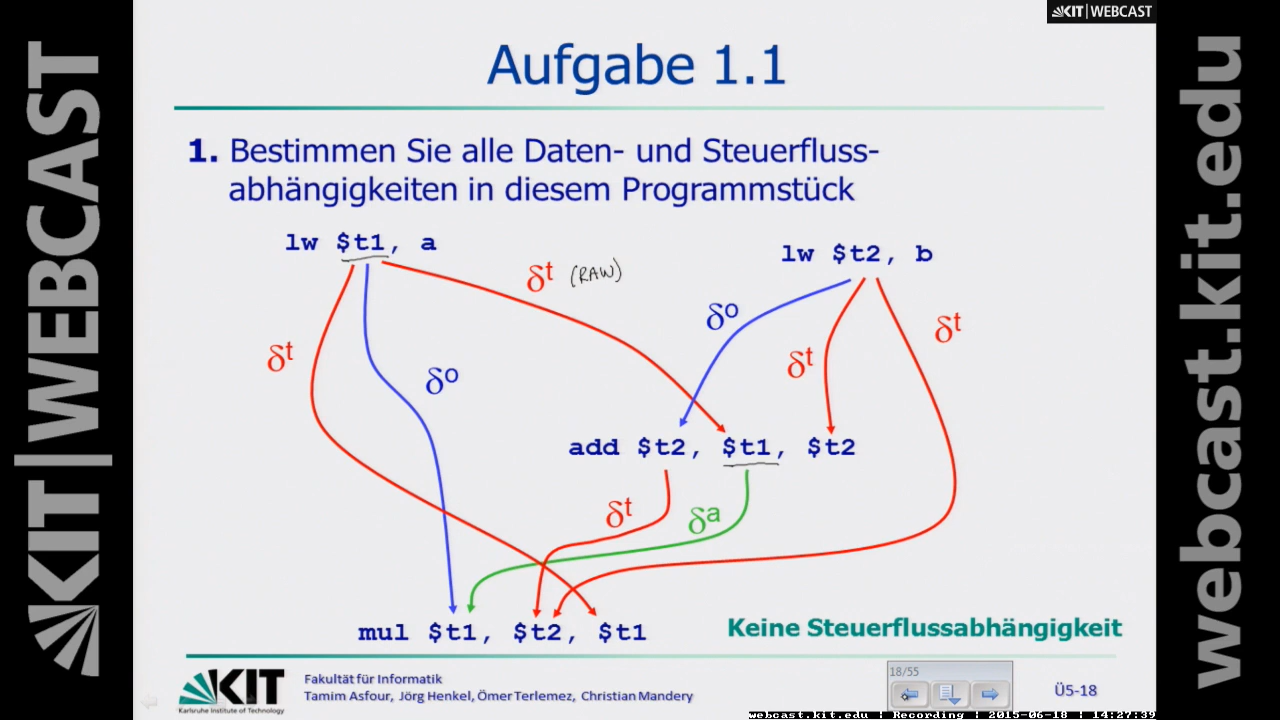 KIT|WEBCAST
KIT|WEBCAST
webcast.kit.edu
Aufgabe 1.1
1. Bestimmen Sie alle Daten- und Steuerfluss-
abhängigkeiten in diesem Programmstück
lw $t1, a
lw $t2, b
δt (RAW)
δo
δt
δt
δt
δo
add $t2, $t1, $t2
δt
δa
mul $t1, $t2, $t1
Keine Steuerflussabhängigkeit
KIT
Karlsruhe Institute of Technology
Fakultät für Informatik
Tamim Asfour, Jörg Henkel, Ömer Terlemez, Christian Mandery
18/55
Ü5-18
webcast.kit.edu | Recording | 2015-06-18 | 14:27:39